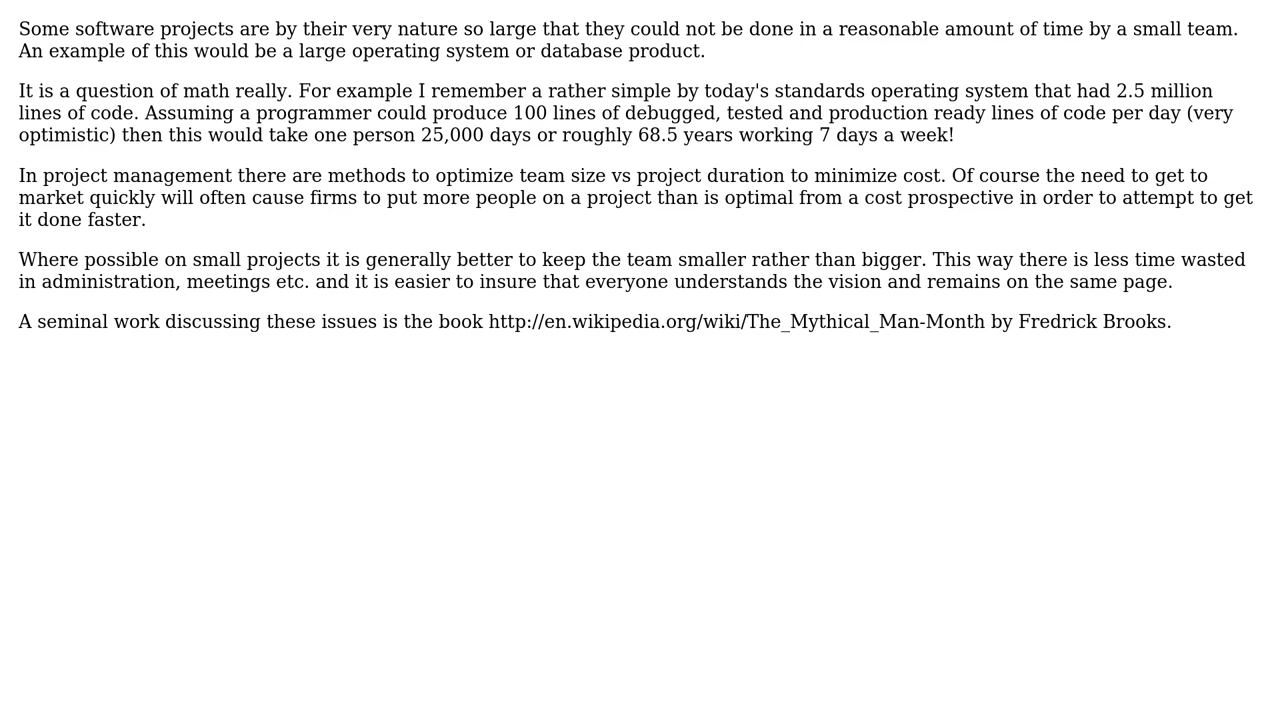 Some software projects are by their very nature so large that they could not be done in a reasonable amount of time by a small team.
An example of this would be a large operating system or database product.
It is a question of math really. For example I remember a rather simple by today's standards operating system that had 2.5 million
lines of code. Assuming a programmer could produce 100 lines of debugged, tested and production ready lines of code per day (very
optimistic) then this would take one person 25,000 days or roughly 68.5 years working 7 days a week!
In project management there are methods to optimize team size vs project duration to minimize cost. Of course the need to get to
market quickly will often cause firms to put more people on a project than is optimal from a cost prospective in order to attempt to get
it done faster.
Where possible on small projects it is generally better to keep the team smaller rather than bigger. This way there is less time wasted
in administration, meetings etc. and it is easier to insure that everyone understands the vision and remains on the same page.
A seminal work discussing these issues is the book http://en.wikipedia.org/wiki/The_Mythical_Man-Month by Fredrick Brooks.